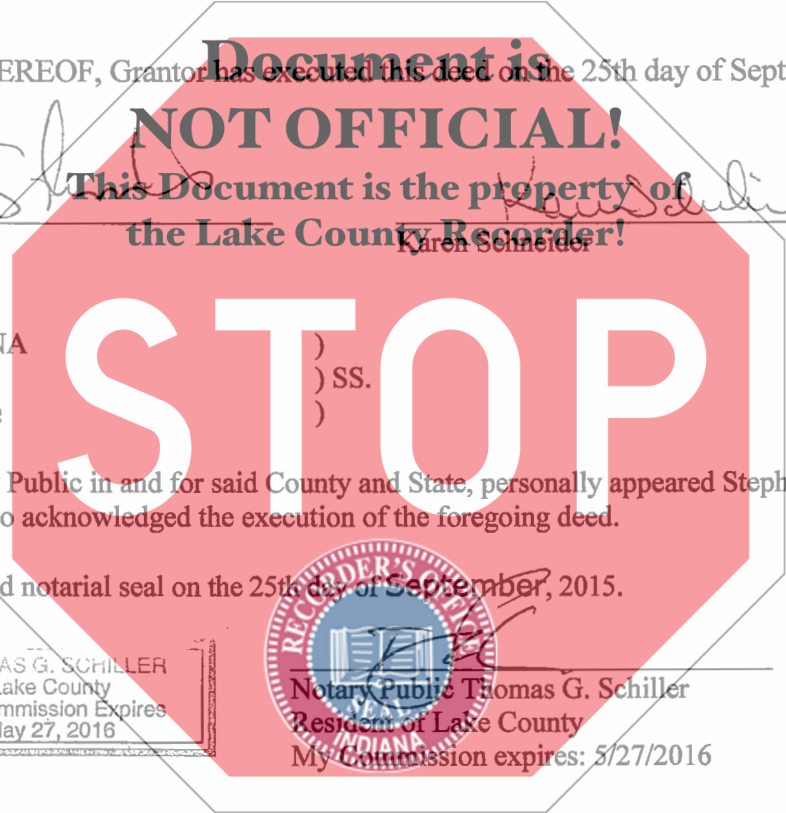 Document is
EREOF, Grantor has executed this deed on the 25th day of Sept
NOT OFFICIAL!
This Document is the property of
the Lake County Recorder!
Karen Schneider
NA )
) SS.
)
STOP
Public in and for said County and State, personally appeared Steph
o acknowledged the execution of the foregoing deed.
d notarial seal on the 25th day of September, 2015.
RECORDER'S OFFICE
SEAL
INDIANA
AS G. SCHILLER
Lake County
mmission Expires
May 27, 2016
Notary Public Thomas G. Schiller
Resident of Lake County
My Commission expires: 5/27/2016